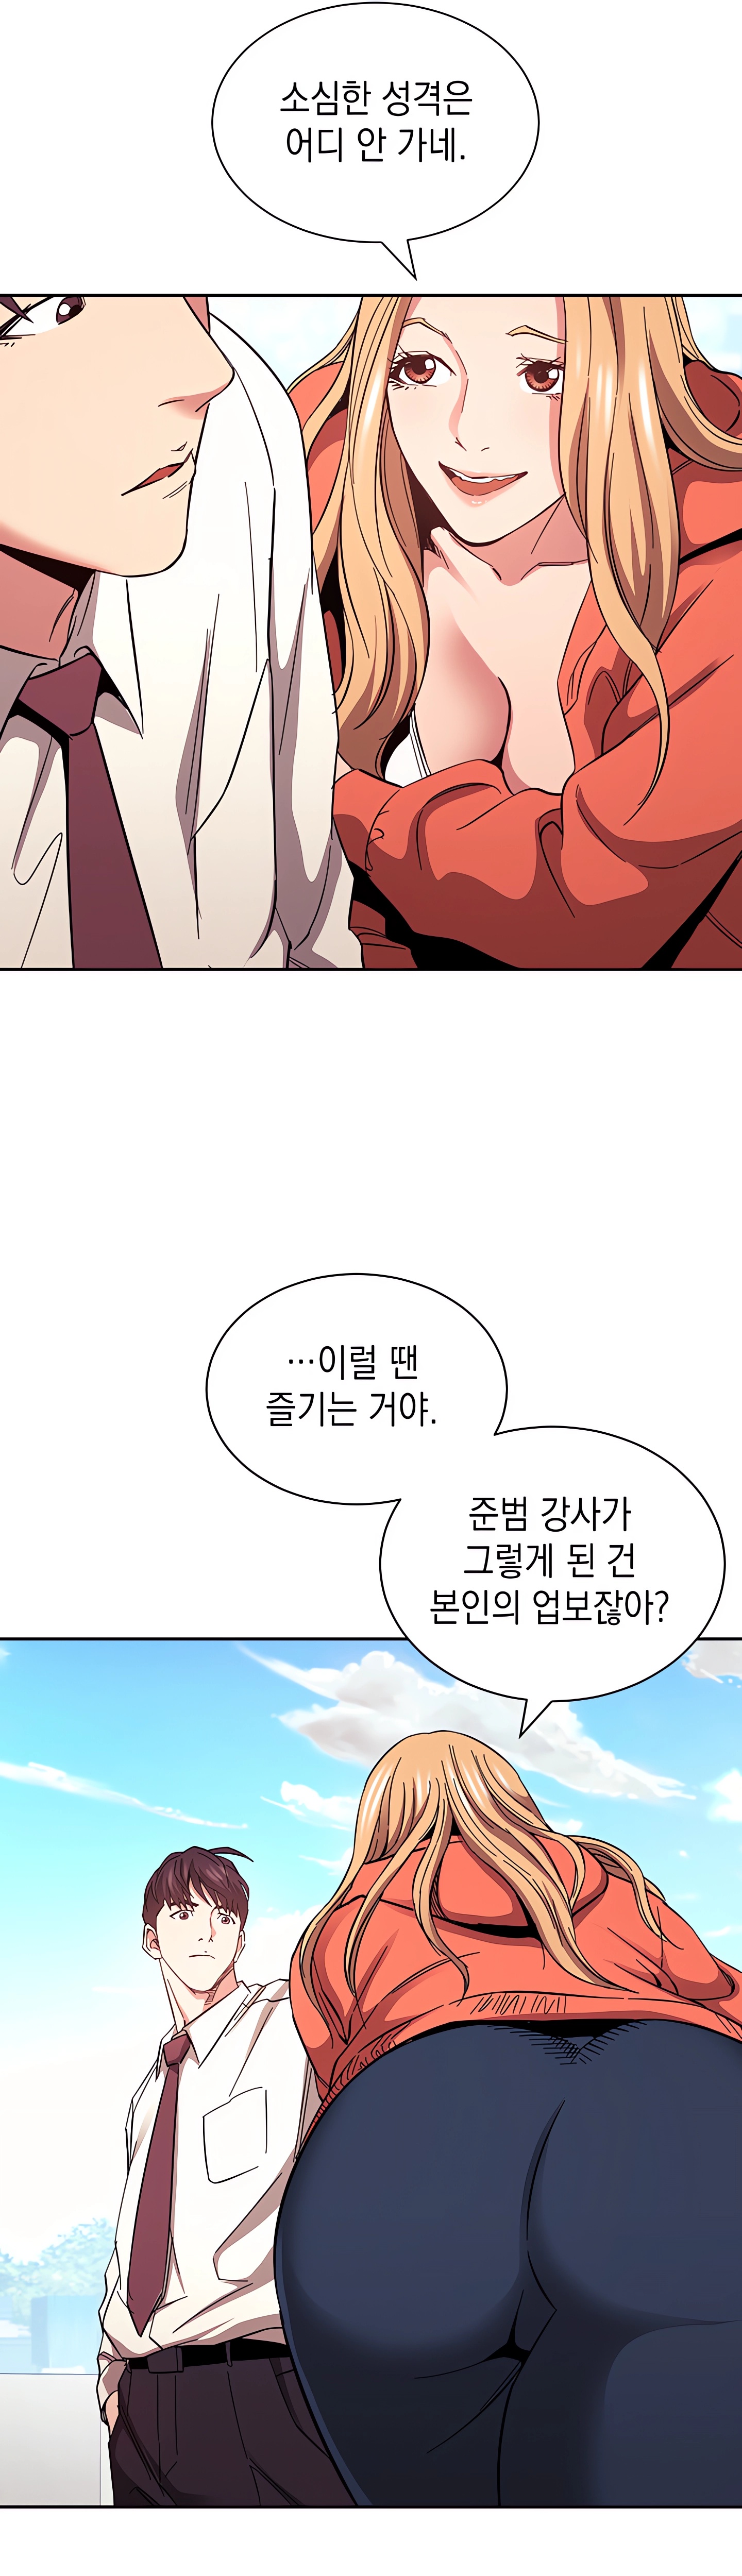 소심한 성격은
어디 안 가네.
…이럴 땐
즐기는 거야.
준범 강사가
그렇게 된 건
본인의 업보잖아?